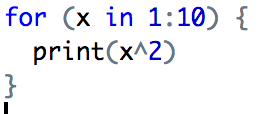 for (x in 1:10) {
  print(x^2)
}